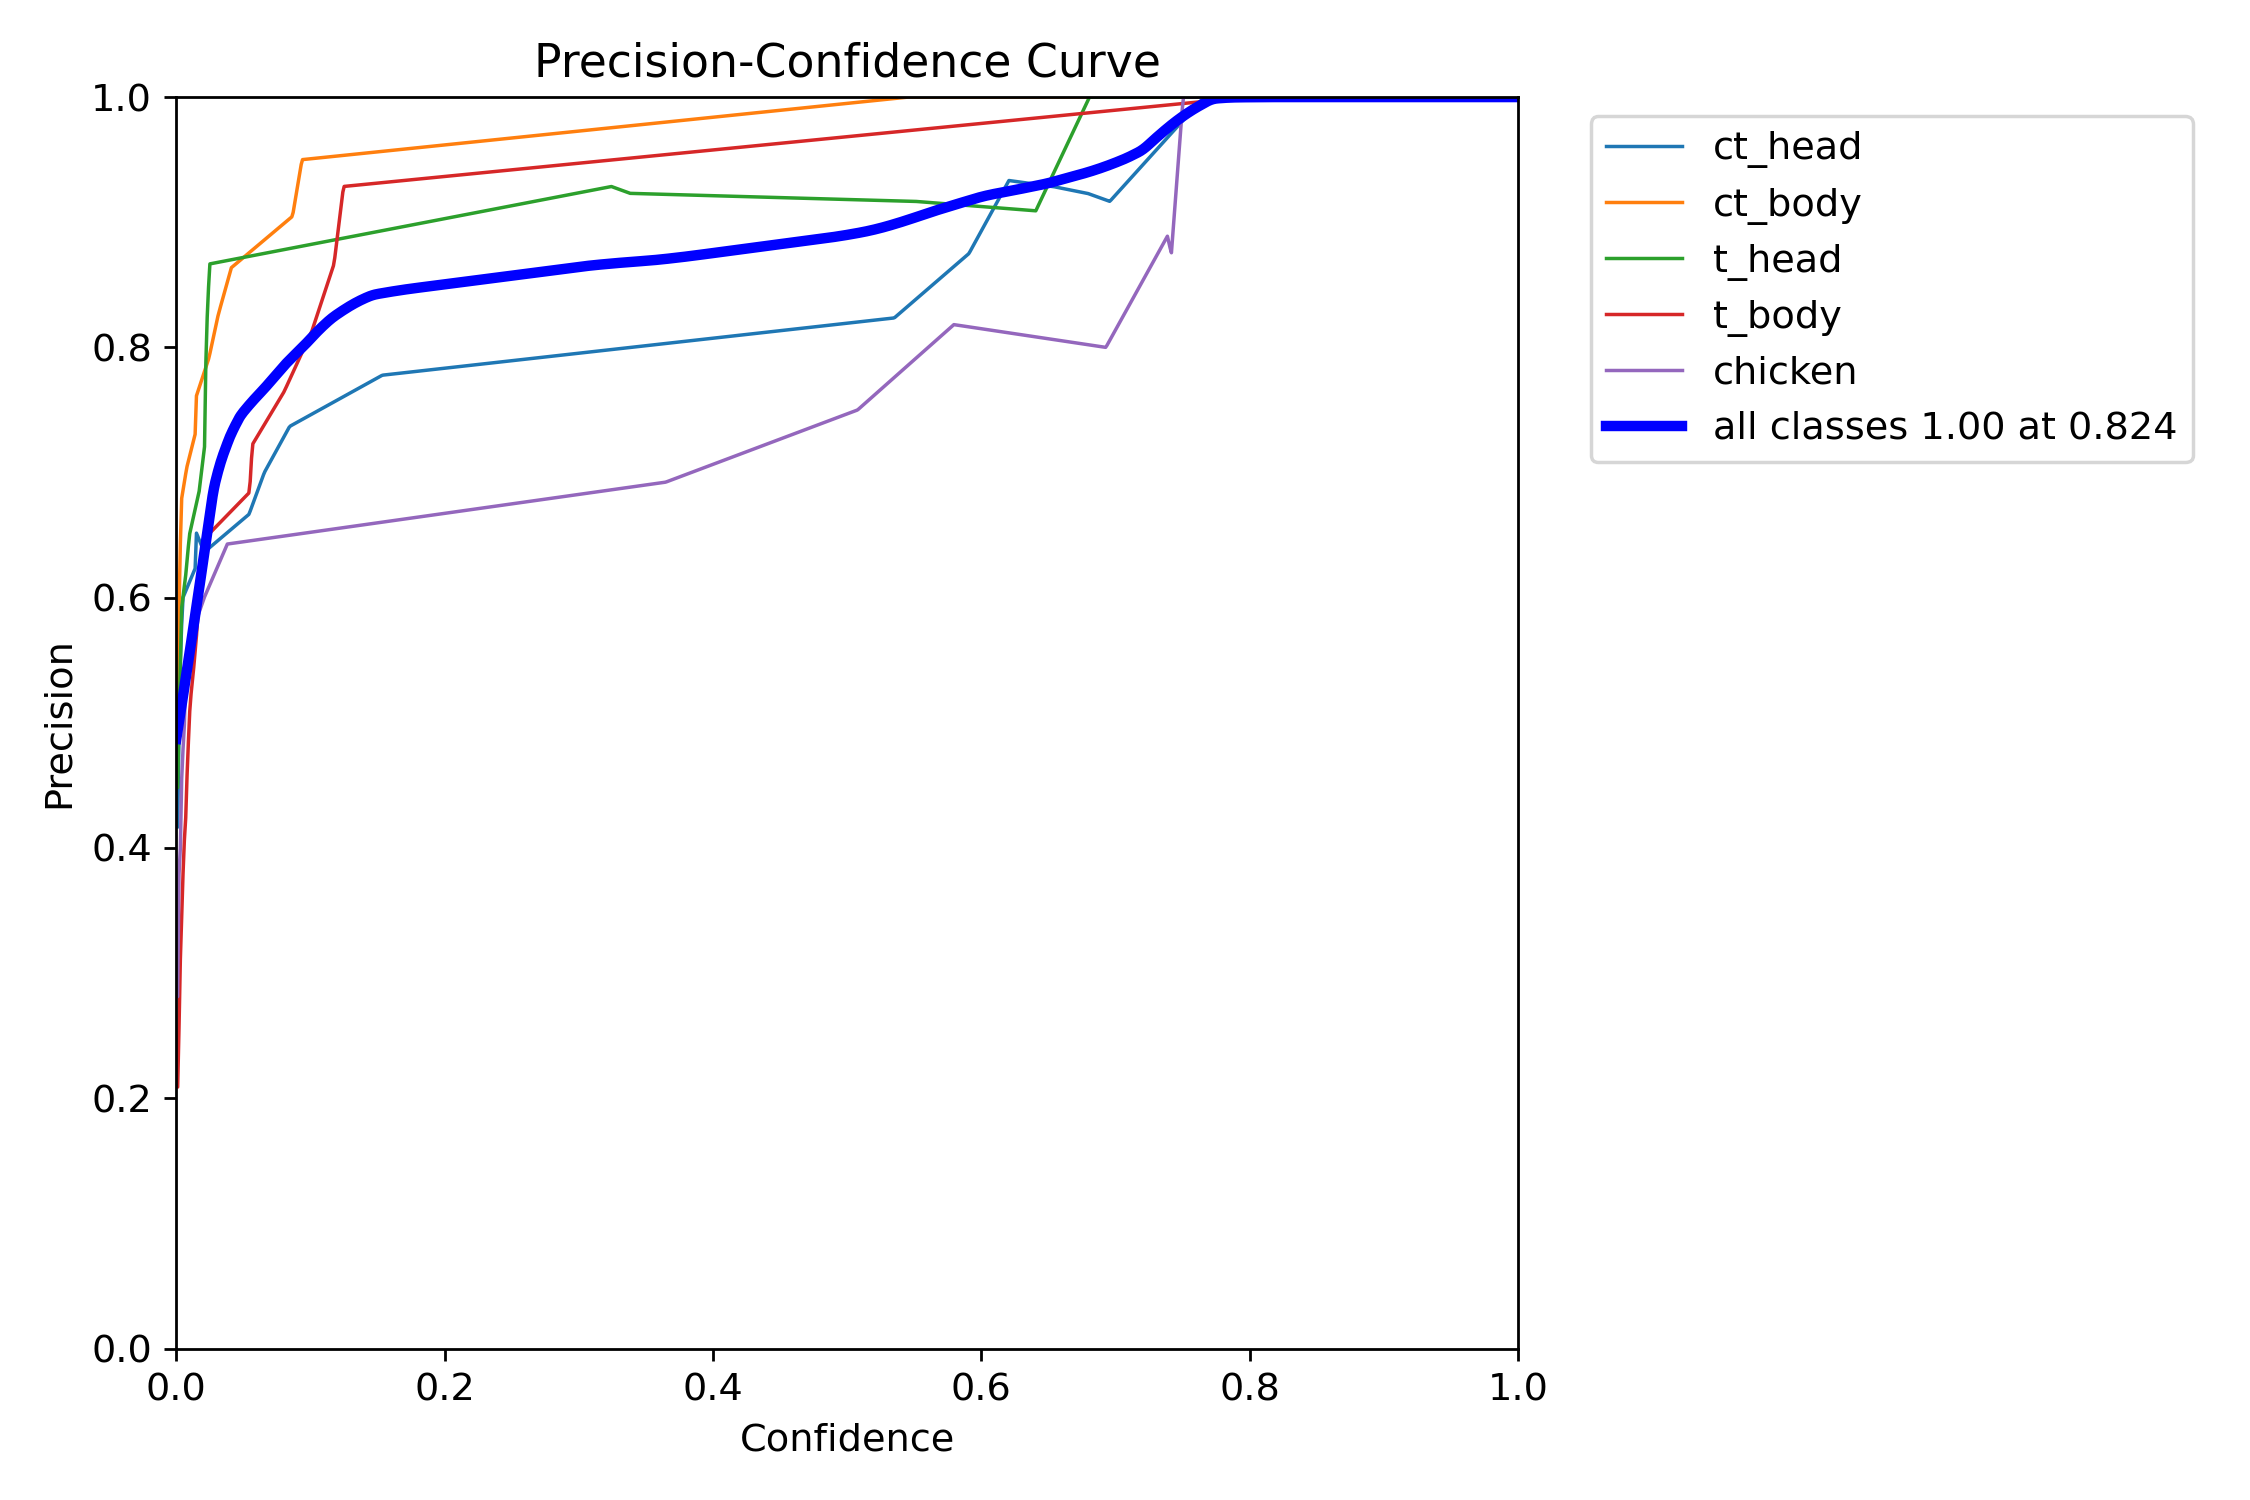 Precision-Confidence Curve
1.0
0.8
0.6
0.4
0.2
0.0
Precision
0.0 0.2 0.4 0.6 0.8 1.0
Confidence
ct_head
ct_body
t_head
t_body
chicken
all classes 1.00 at 0.824